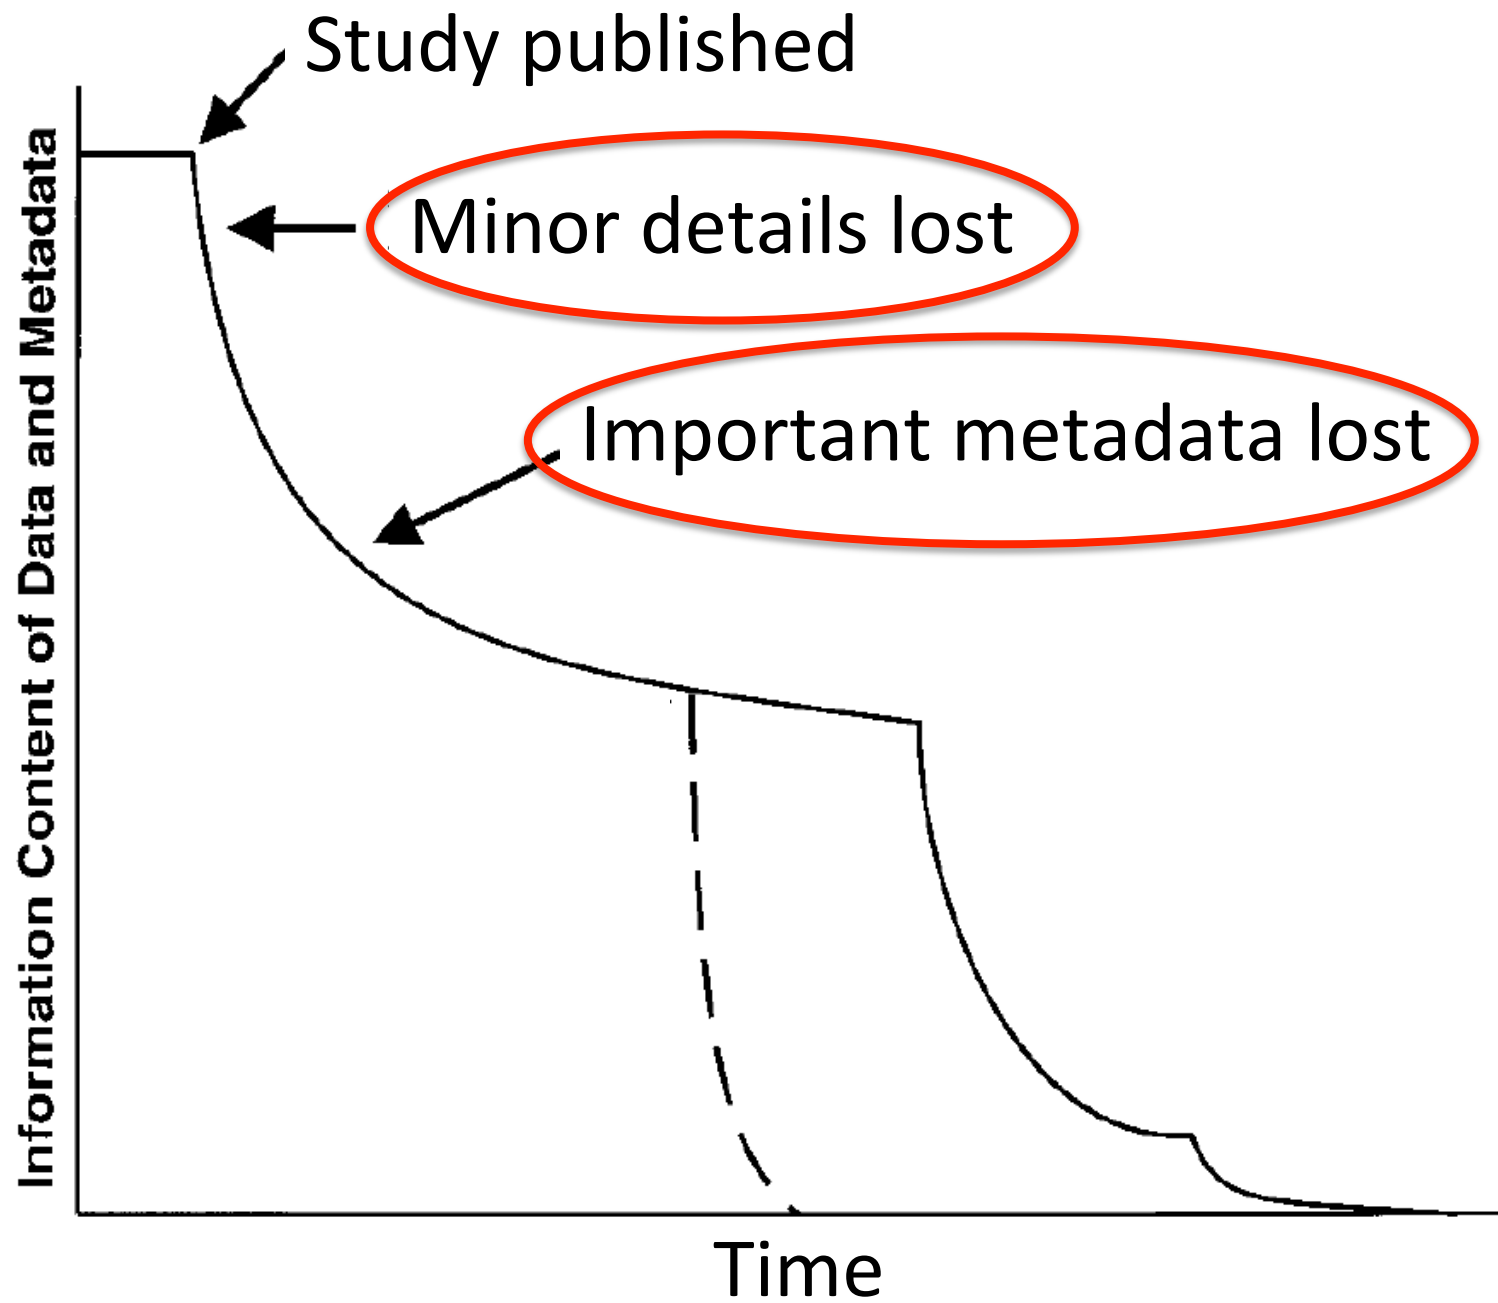 Study published
Minor details lost
Important metadata lost
Information Content of Data and Metadata
Time